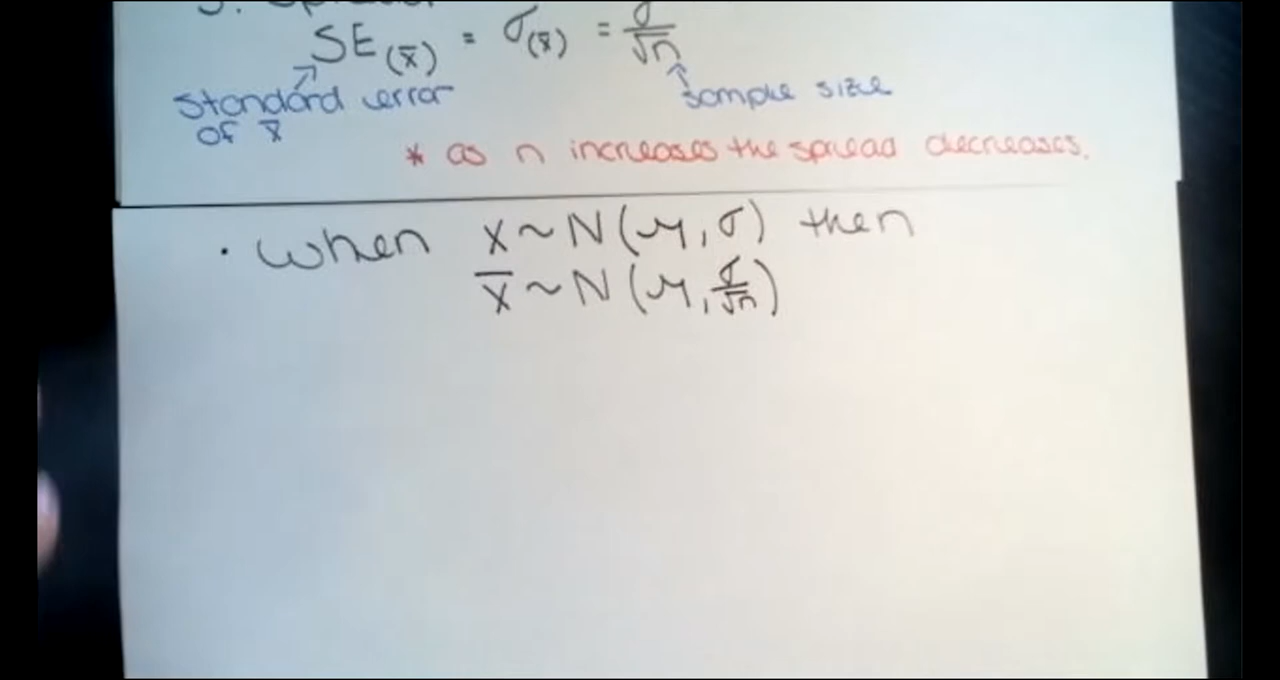 SE(x̄) = σ(x̄) = σ/√n
standard error
of x̄
sample size
* as n increases the spread decreases.
· When X~N(μ,σ) then
X̄~N(μ,σ/√n)